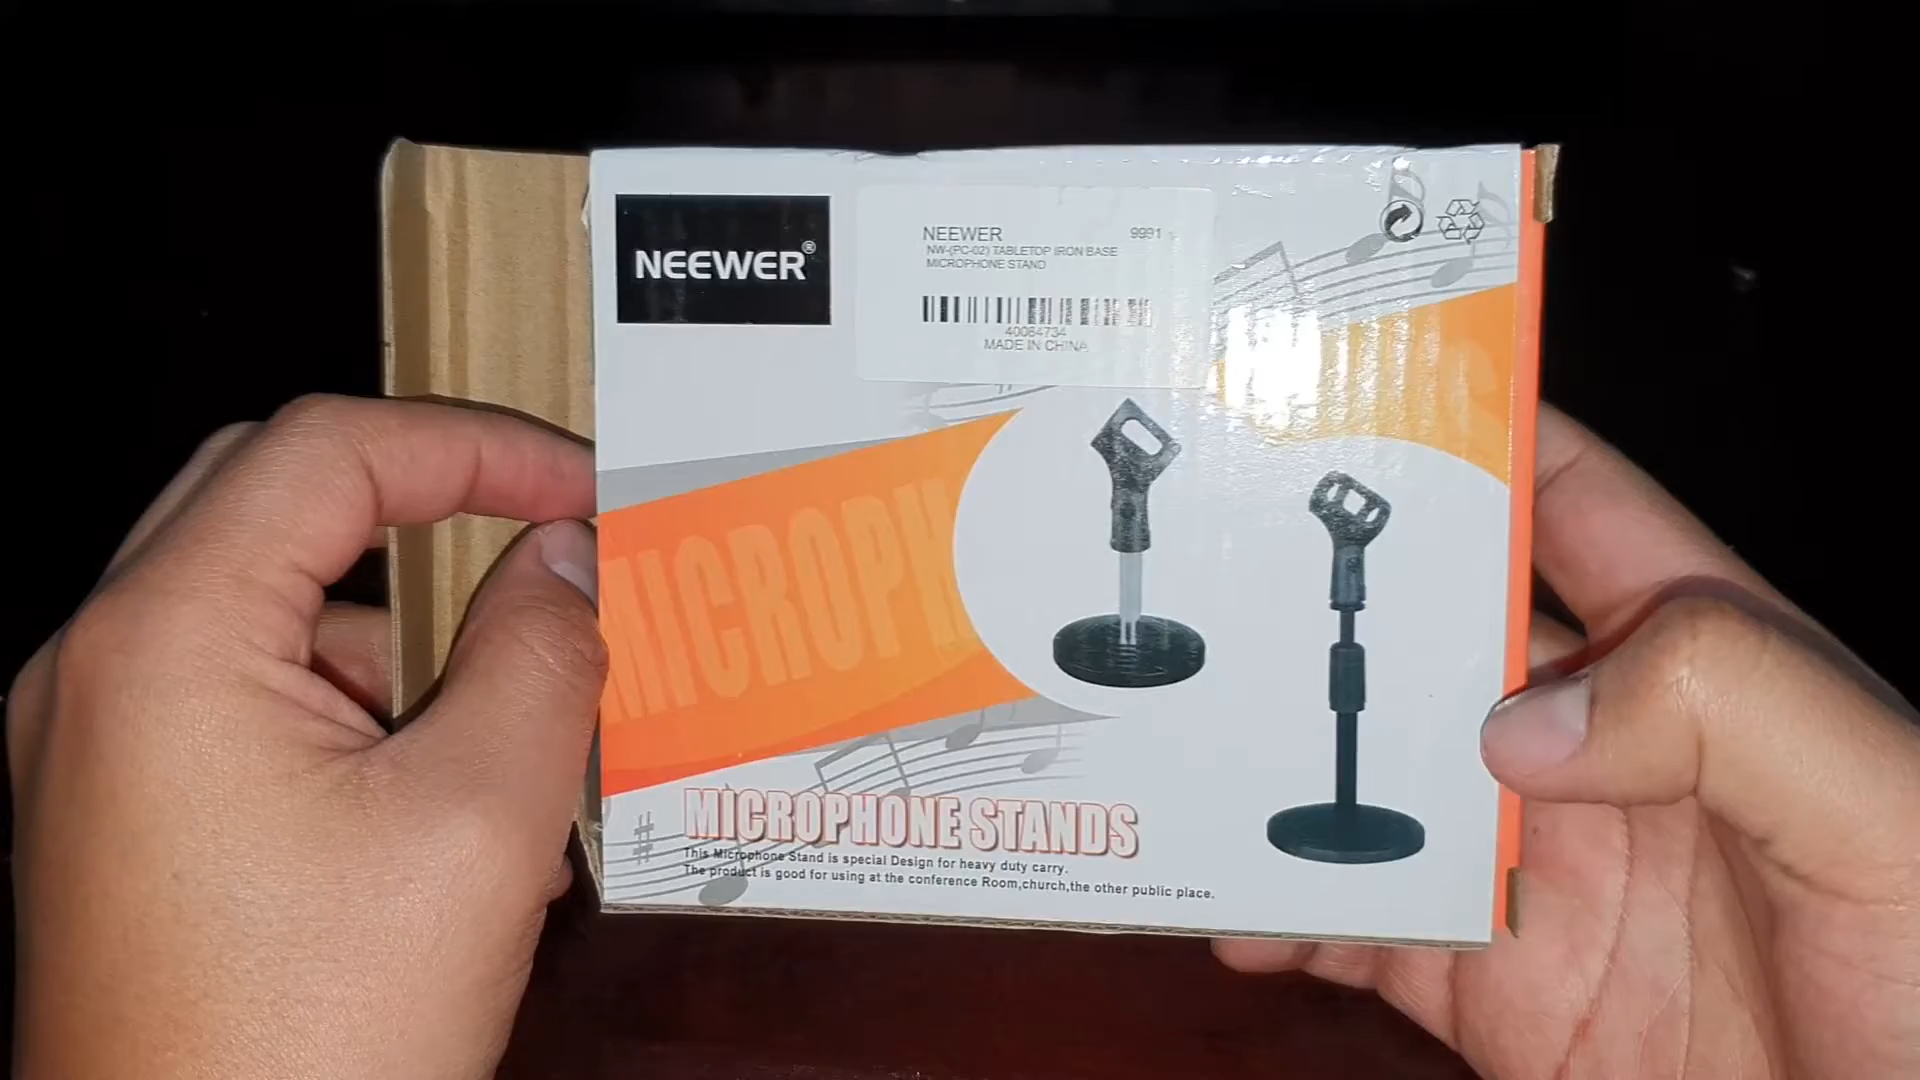 NEEWER®
NEEWER 9991
NW-(PC-02) TABLETOP IRON BASE
MICROPHONE STAND
40084734
MADE IN CHINA
MICROPH
MICROPHONE STANDS
This Microphone Stand is special Design for heavy duty carry.
The product is good for using at the conference Room,church,the other public place.